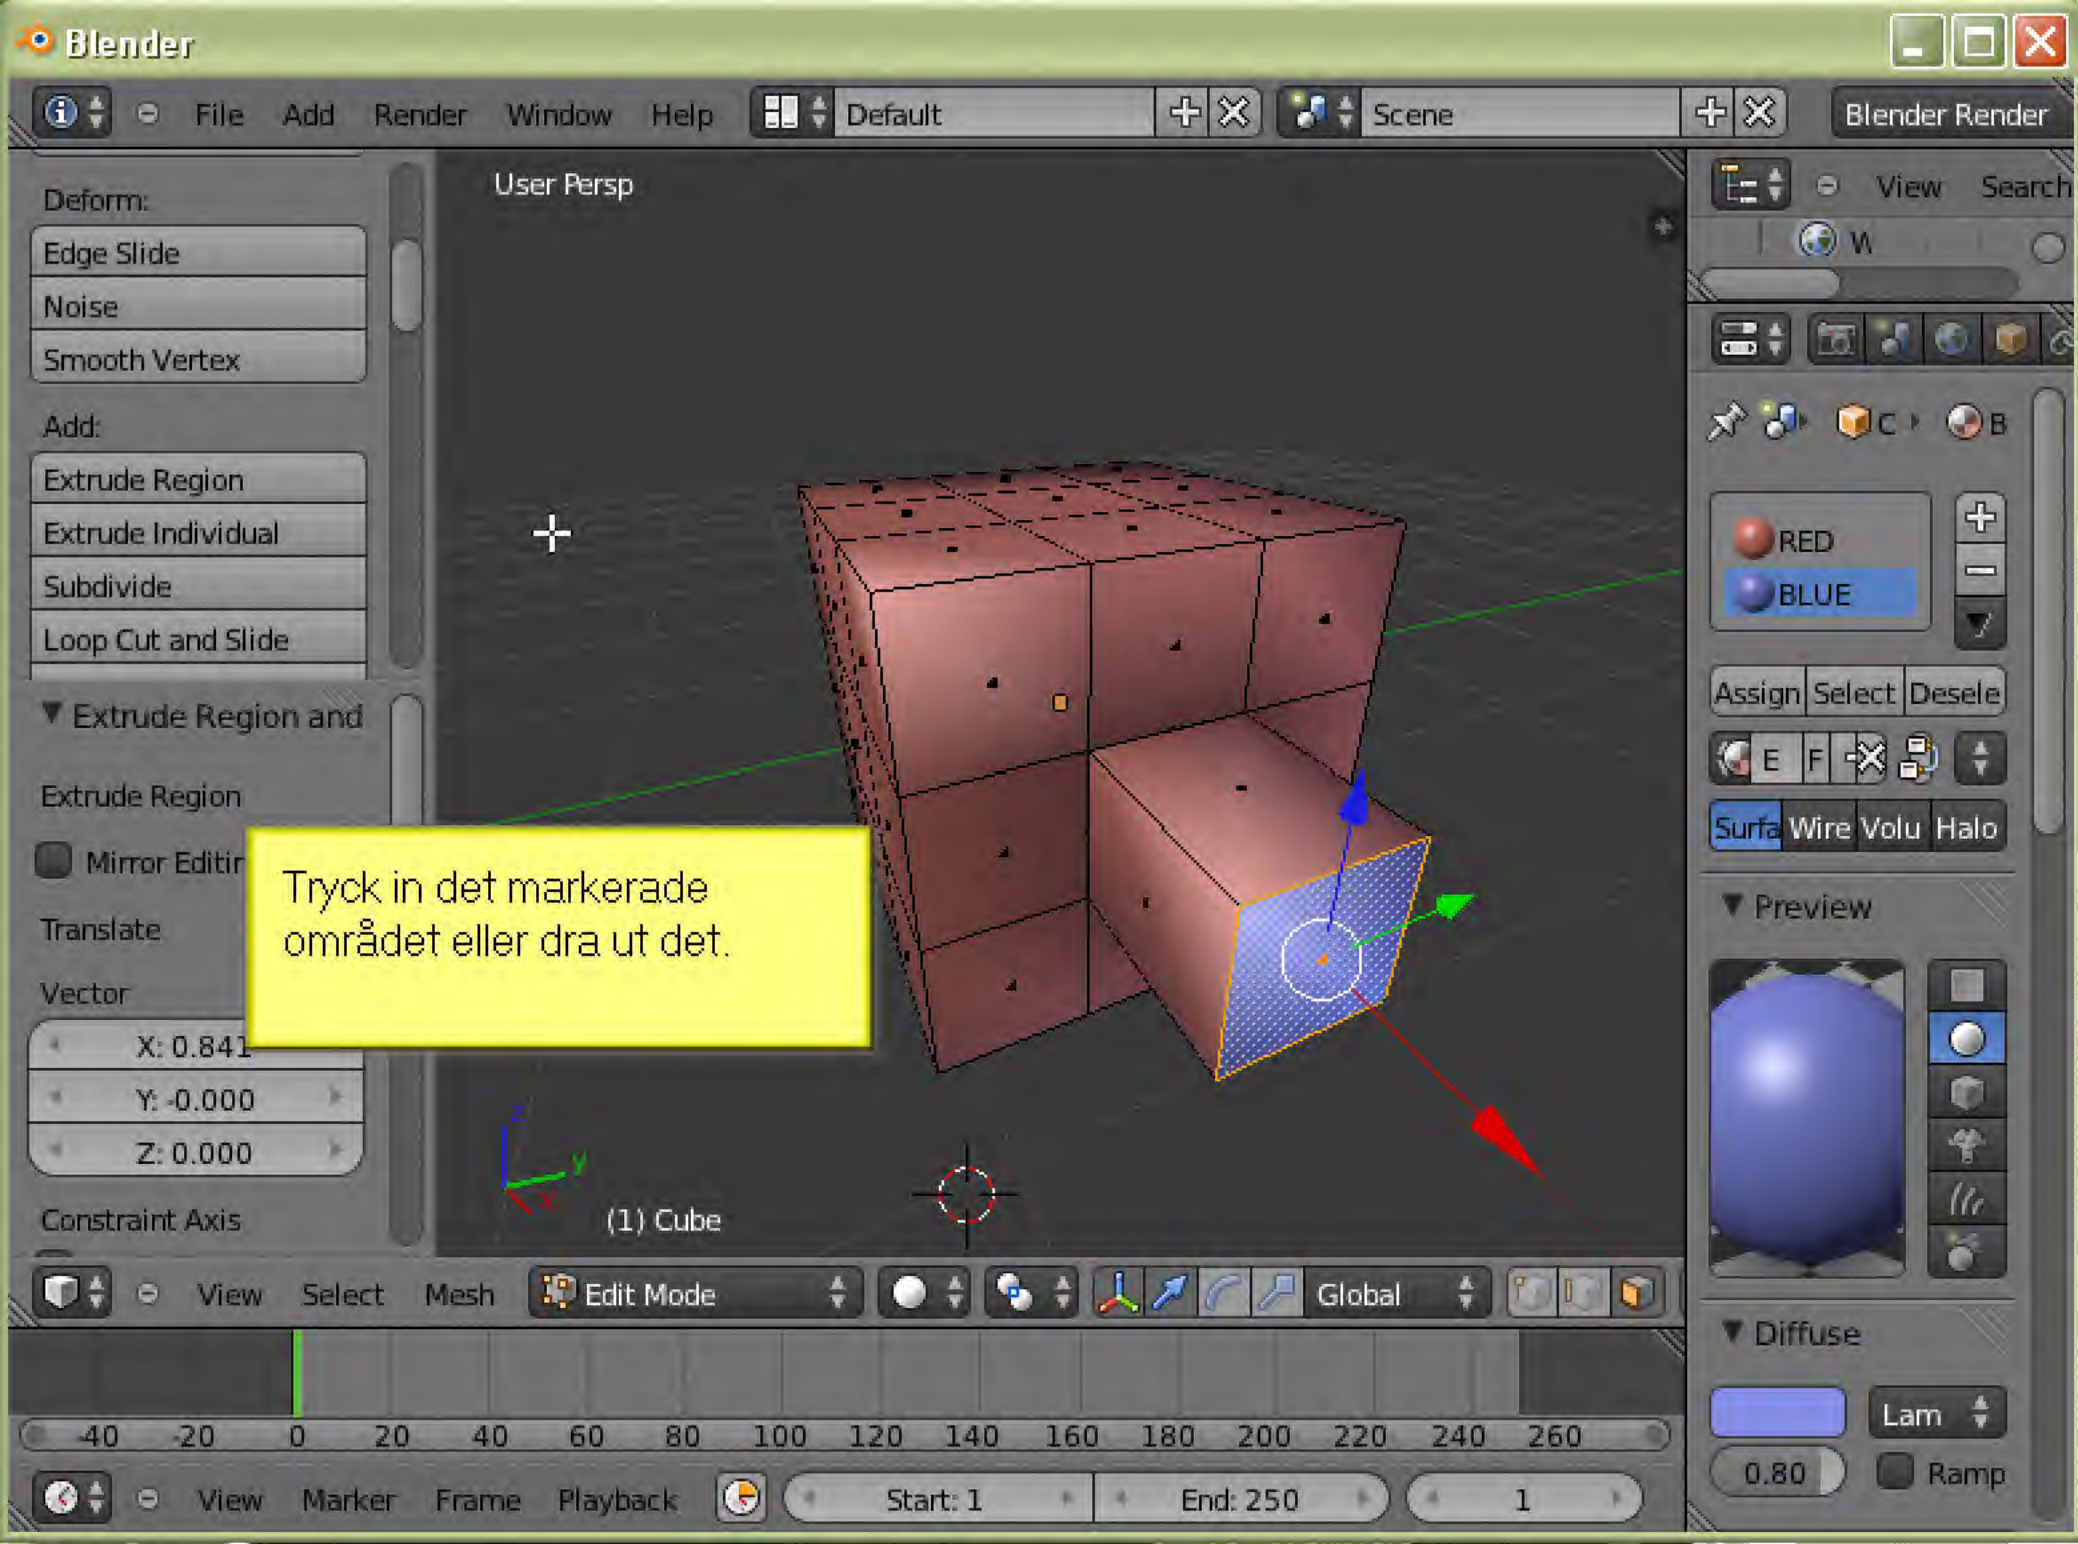 Blender
File Add Render Window Help Default Scene Blender Render
User Persp
View Search
W
Deform:
Edge Slide
Noise
Smooth Vertex
Add:
Extrude Region
Extrude Individual
Subdivide
Loop Cut and Slide
Extrude Region and
Extrude Region
Mirror Editir
Translate
Vector
X: 0.841
Y: -0.000
Z: 0.000
Constraint Axis
Tryck in det markerade
området eller dra ut det.
z
y
x
(1) Cube
C B
RED
BLUE
Assign Select Desele
E F
Surfa Wire Volu Halo
Preview
Diffuse
Lam
0.80 Ramp
View Select Mesh Edit Mode Global
-40 -20 0 20 40 60 80 100 120 140 160 180 200 220 240 260
View Marker Frame Playback Start: 1 End: 250 1